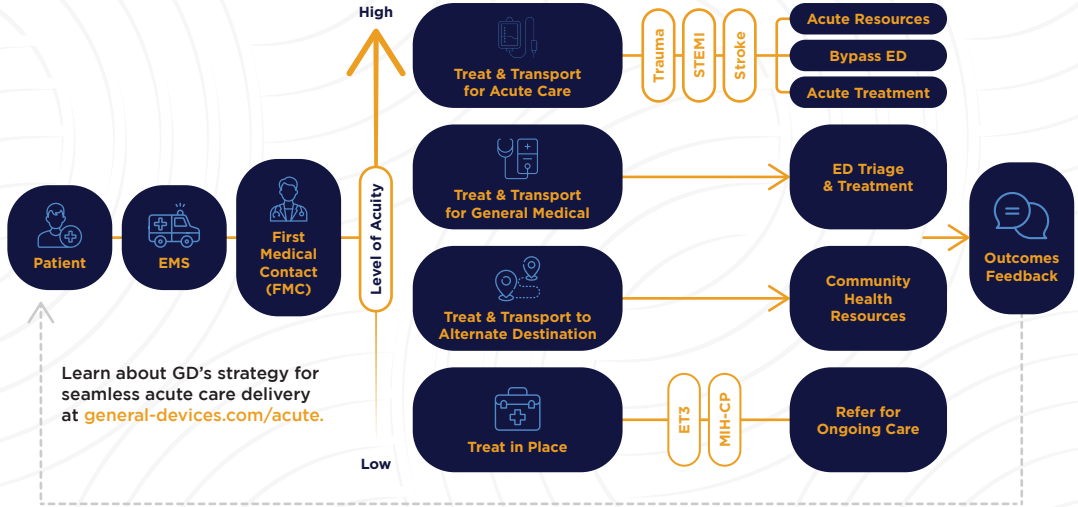 High
Treat & Transport
for Acute Care
Trauma
STEMI
Stroke
Acute Resources
Bypass ED
Acute Treatment
Treat & Transport
for General Medical
ED Triage
& Treatment
Patient
EMS
First
Medical
Contact
(FMC)
Level of Acuity
Outcomes
Feedback
Treat & Transport to
Alternate Destination
Community
Health
Resources
Learn about GD's strategy for
seamless acute care delivery
at general-devices.com/acute.
Treat in Place
ET3
MIH-CP
Refer for
Ongoing Care
Low